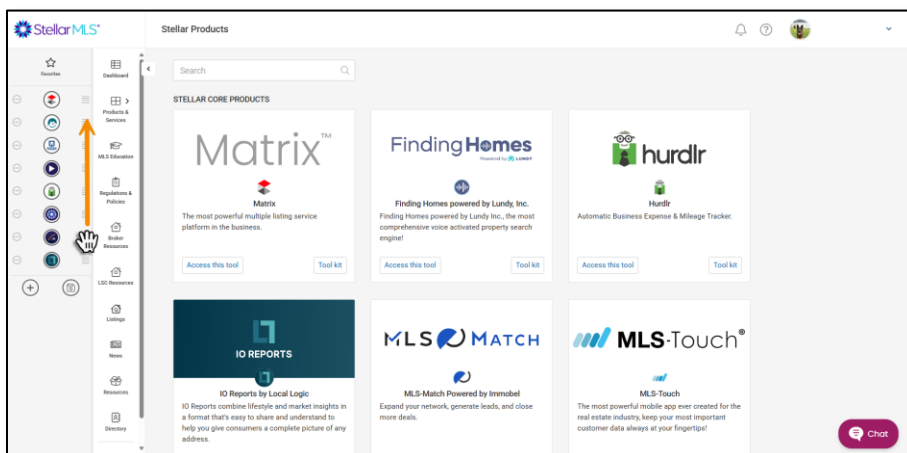 StellarMLS®
Stellar Products
Favorites
Dashboard
Products &
Services
MLS Education
Regulations &
Policies
Broker
Resources
LSC Resources
Listings
News
Resources
Directory
Search
STELLAR CORE PRODUCTS
Matrix™
Matrix
The most powerful multiple listing service
platform in the business.
Access this tool
Tool kit
FindingHomes
Powered by LUNDY
Finding Homes powered by Lundy, Inc.
Finding Homes powered by Lundy Inc., the most
comprehensive voice activated property search
engine!
Access this tool
Tool kit
hurdlr
Hurdlr
Automatic Business Expense & Mileage Tracker.
Access this tool
Tool kit
IO REPORTS
IO Reports by Local Logic
IO Reports combine lifestyle and market insights in
a format that's easy to share and understand to
help you give consumers a complete picture of any
address.
MLS MATCH
MLS-Match Powered by Immobel
Expand your network, generate leads, and close
more deals.
MLS-Touch®
MLS-Touch
The most powerful mobile app ever created for the
real estate industry, keep your most important
customer data always at your fingertips!
Chat